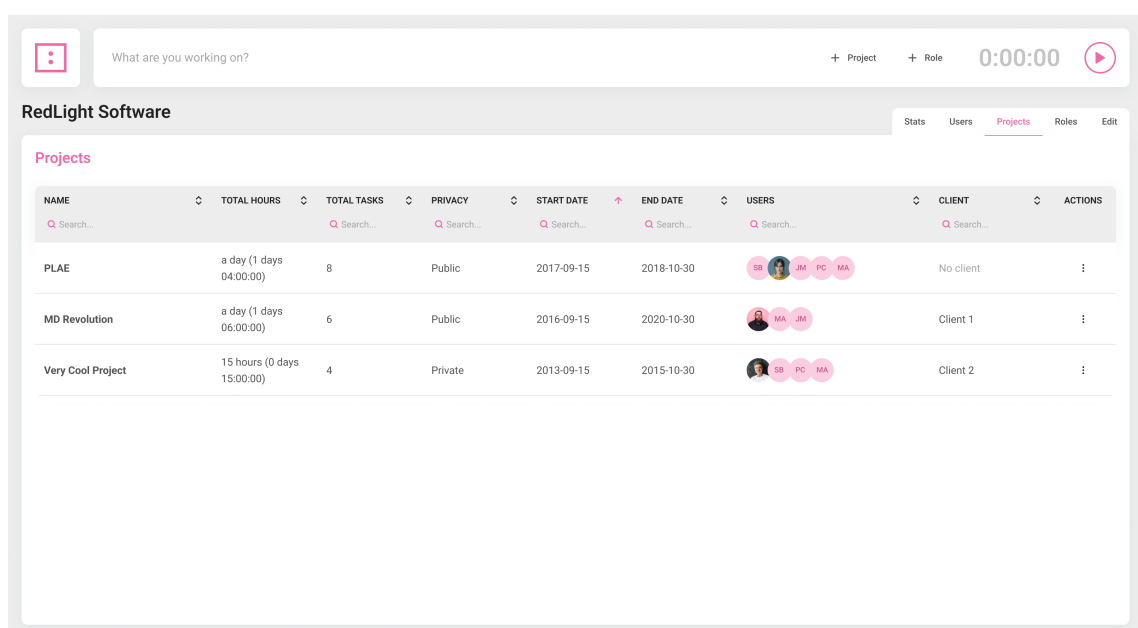 What are you working on?
+ Project
+ Role
0:00:00
RedLight Software
Stats Users Projects Roles Edit
Projects
NAME TOTAL HOURS TOTAL TASKS PRIVACY START DATE END DATE USERS CLIENT ACTIONS
Search... Search... Search... Search... Search... Search... Search...
PLAE a day (1 days 8 Public 2017-09-15 2018-10-30 SB JM PC MA No client
04:00:00)
MD Revolution a day (1 days 6 Public 2016-09-15 2020-10-30 MA JM Client 1
06:00:00)
Very Cool Project 15 hours (0 days 4 Private 2013-09-15 2015-10-30 SB PC MA Client 2
15:00:00)